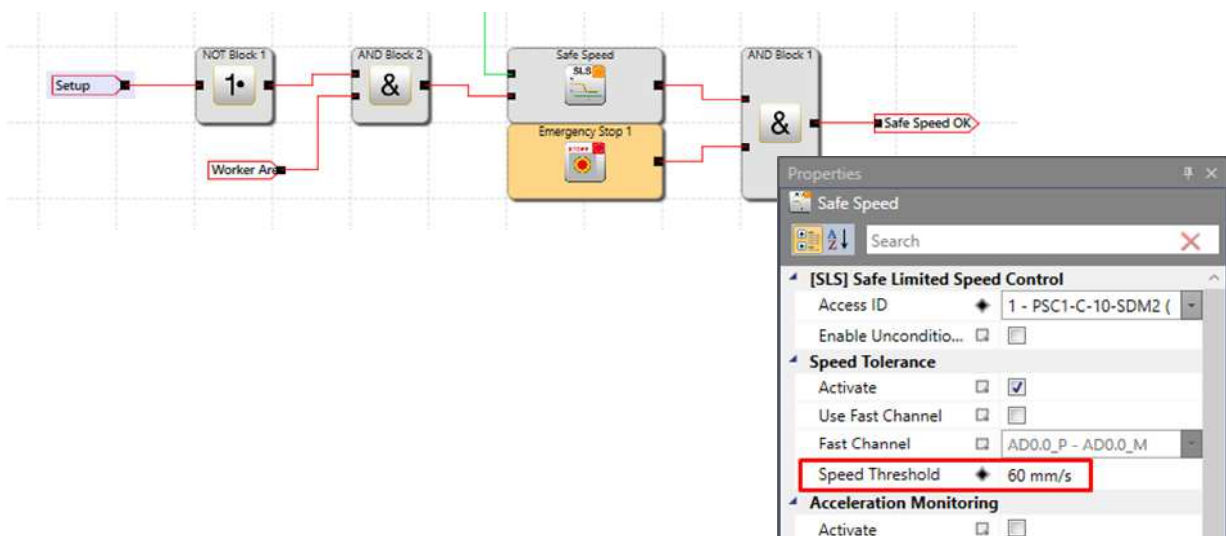 NOT Block 1
AND Block 2
Safe Speed
AND Block 1
SLS
Setup
1
&
Emergency Stop 1
&
Safe Speed OK
STOPP
Worker Are
Properties
Safe Speed
A
Z
Search
[SLS] Safe Limited Speed Control
Access ID 1 - PSC1-C-10-SDM2 (
Enable Unconditio...
Speed Tolerance
Activate
Use Fast Channel
Fast Channel AD0.0_P - AD0.0_M
Speed Threshold 60 mm/s
Acceleration Monitoring
Activate